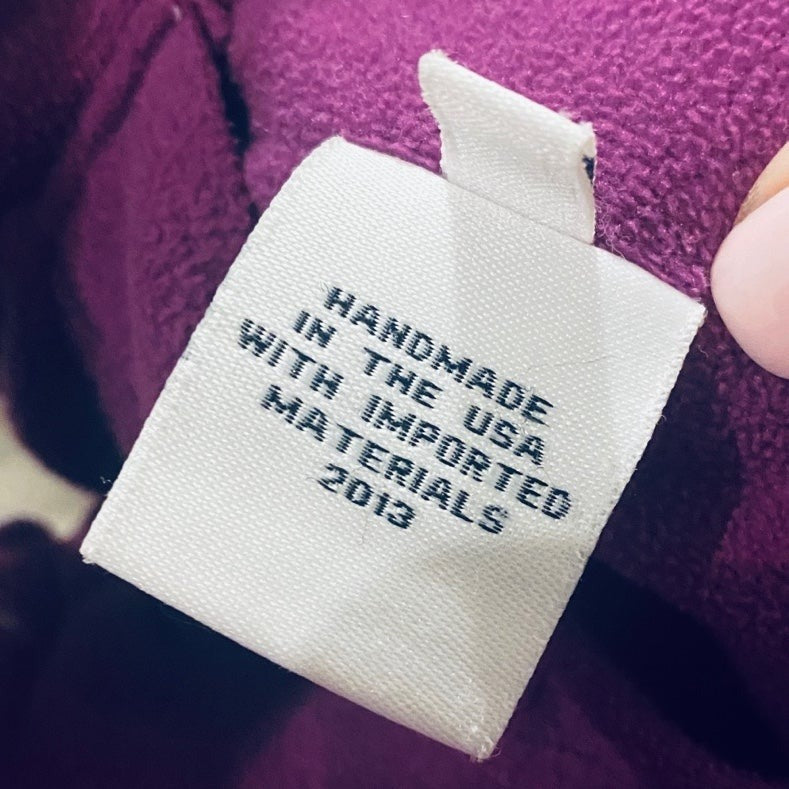 HANDMADE
IN THE USA
WITH IMPORTED
MATERIALS
2013